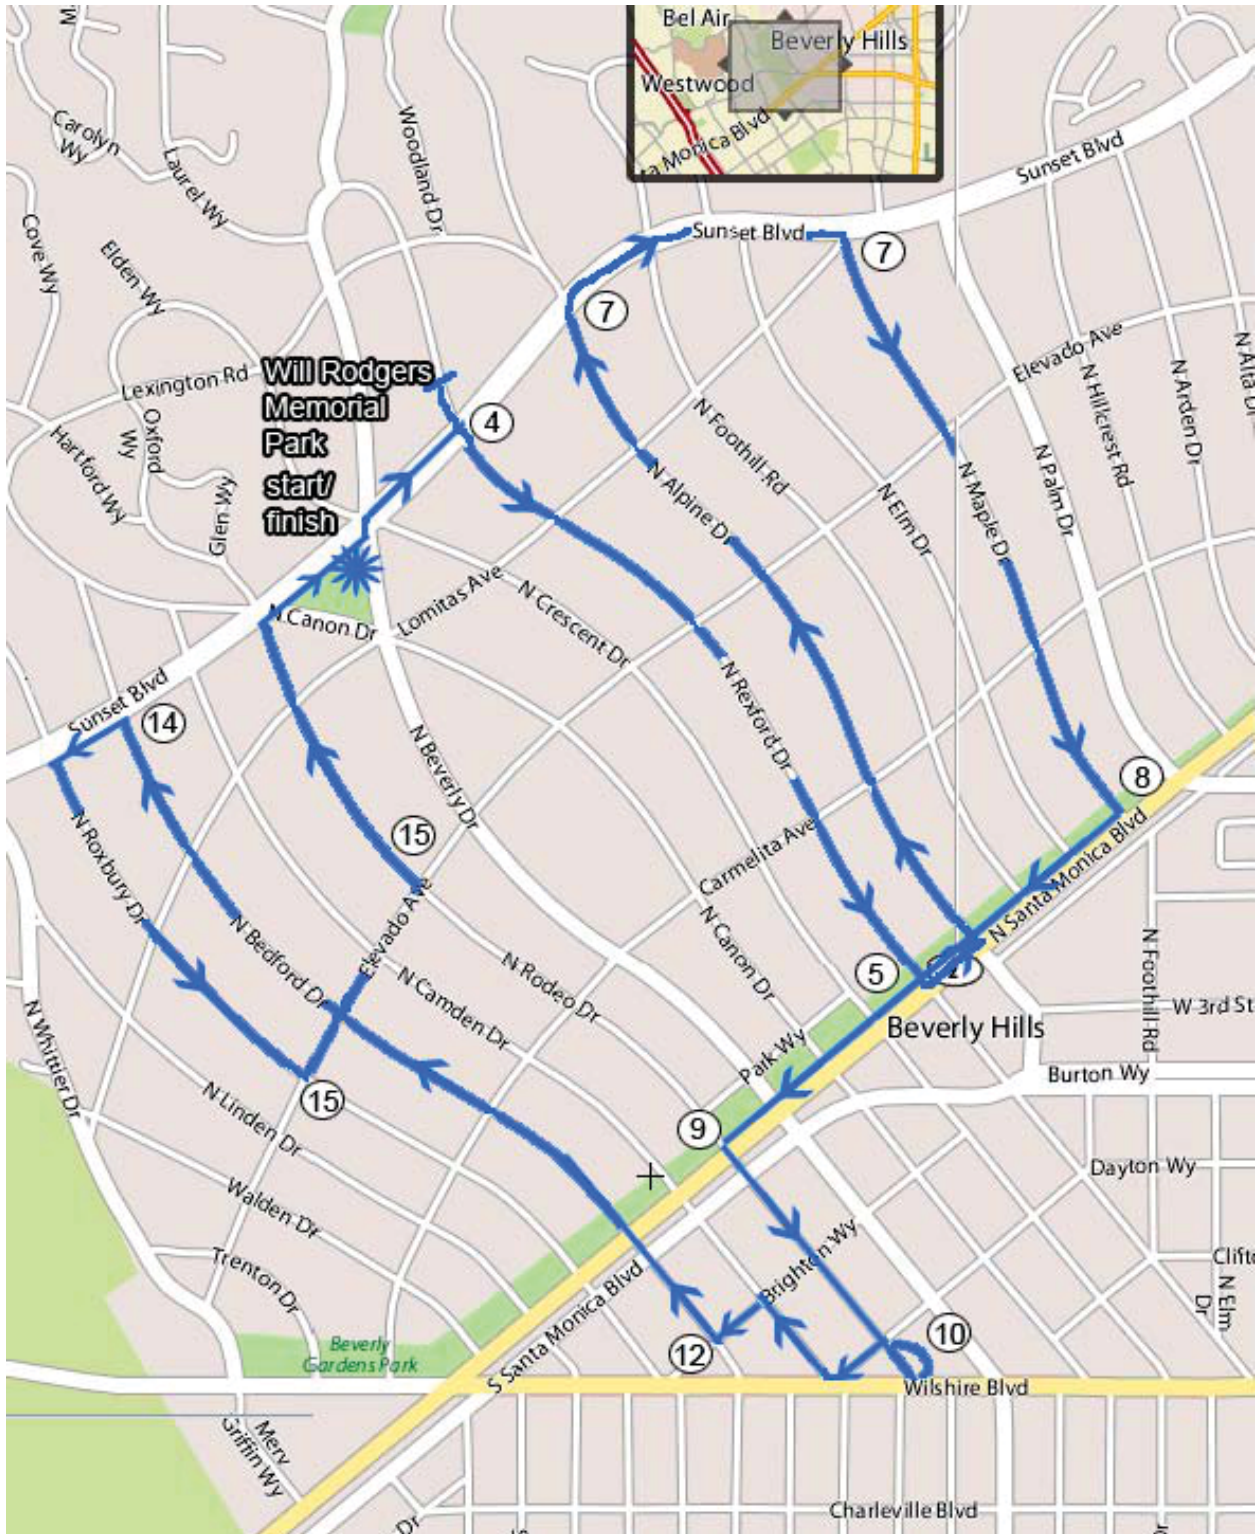 Bel Air
Beverly Hills
Westwood
ta Monica Blvd
Carolyn
Wy
Laurel Wy
Woodland Dr
Sunset Blvd
Cove Wy
Elden Wy
Sunset Blvd
7
7
Elevado Ave
N Hillcrest Rd
N Arden Dr
N Alta Dr
Lexington Rd
Will Rodgers
Memorial
Park
start/
finish
4
Oxford
Wy
Hartford Wy
Glen Wy
N Foothill Rd
N Alpine Dr
N Elm Dr
N Maple Dr
N Palm Dr
N Canon Dr
Lomitas Ave
N Crescent Dr
N Rexford Dr
Sunset Blvd
14
N Beverly Dr
8
15
Carmelita Ave
N Santa Monica Blvd
N Roxbury Dr
N Bedford Dr
Elevado Ave
N Camden Dr
N Rodeo Dr
N Canon Dr
5
Beverly Hills
N Foothill Rd
W 3rd St
N Whittier Dr
15
Park Wy
Burton Wy
N Linden Dr
9
Dayton Wy
Walden Dr
Trenton Dr
Brighton Wy
Clift
N Elm
Dr
S Santa Monica Blvd
12
10
Beverly
Gardens Park
Wilshire Blvd
Merv
Griffin Wy
Charleville Blvd
Dr